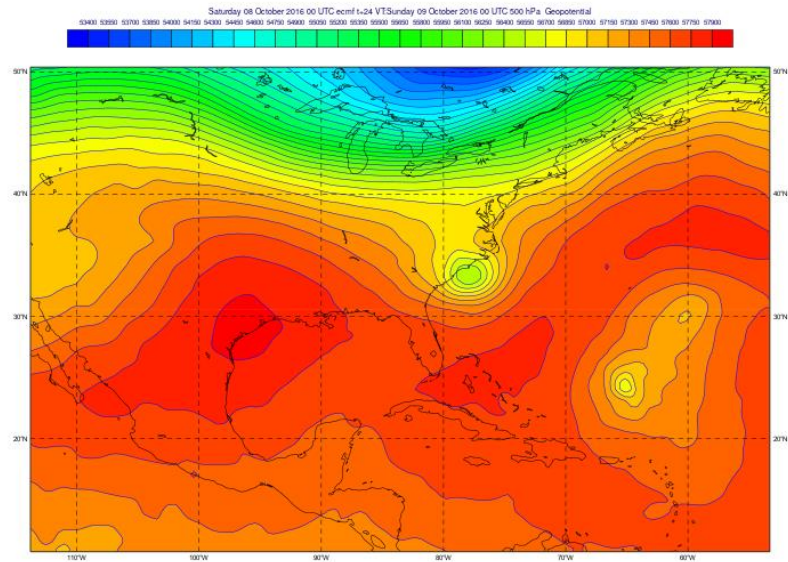 Saturday 08 October 2016 00 UTC ecmf t+24 VT:Sunday 09 October 2016 00 UTC 500 hPa Geopotential
53400 53550 53700 53850 54000 54150 54300 54450 54600 54750 54900 55050 55200 55350 55500 55650 55800 55950 56100 56250 56400 56550 56700 56850 57000 57150 57300 57450 57600 57750 57900
50°N 50°N
40°N 40°N
30°N 30°N
20°N 20°N
110°W 100°W 90°W 80°W 70°W 60°W